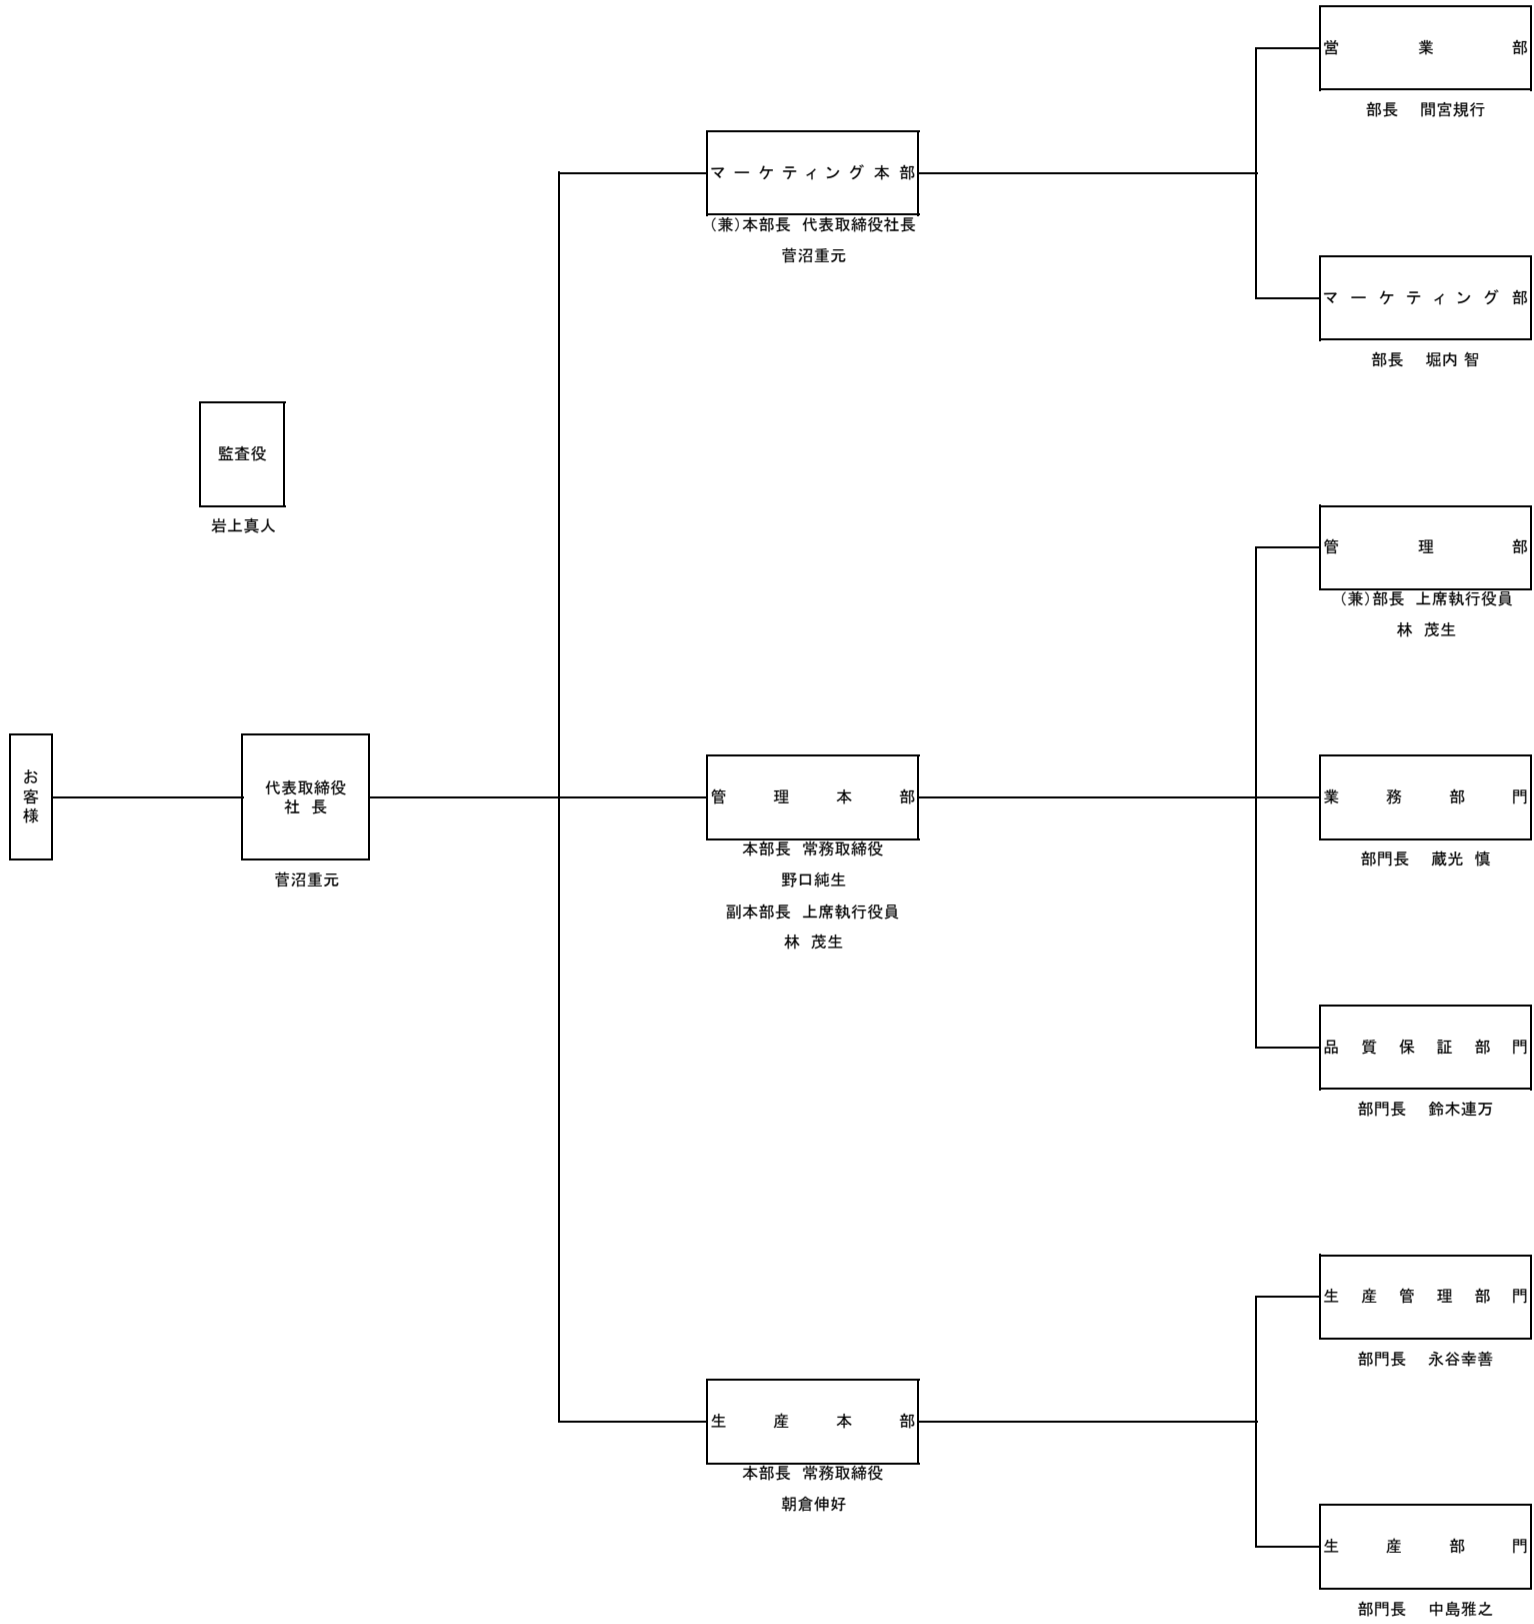 営業部
部長 間宮規行
マーケティング本部
(兼)本部長 代表取締役社長
菅沼重元
マーケティング部
部長 堀内 智
監査役
岩上真人
管理部
(兼)部長 上席執行役員
林 茂生
お客様
代表取締役
社 長
菅沼重元
管理本部
本部長 常務取締役
野口純生
副本部長 上席執行役員
林 茂生
業務部門
部門長 蔵光 慎
品質保証部門
部門長 鈴木連万
生産管理部門
部門長 永谷幸善
生産本部
本部長 常務取締役
朝倉伸好
生産部門
部門長 中島雅之